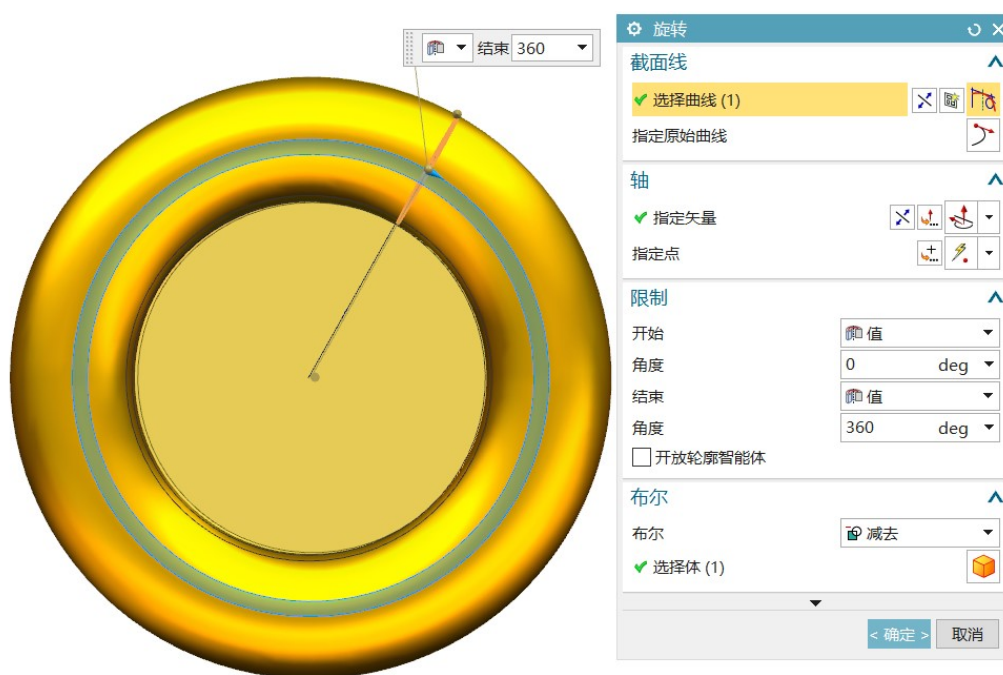 结束 360
旋转
截面线
选择曲线 (1)
指定原始曲线
轴
指定矢量
指定点
限制
开始 值
角度 0 deg
结束 值
角度 360 deg
开放轮廓智能体
布尔
布尔 减去
选择体 (1)
< 确定 > 取消